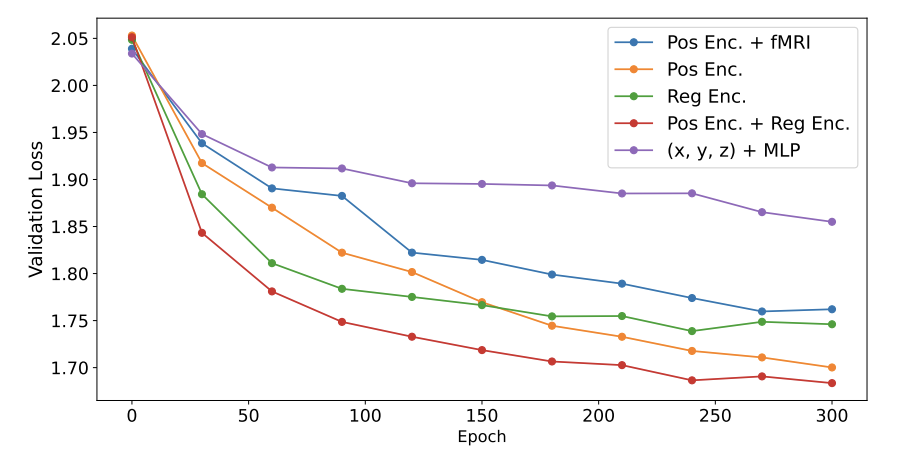 2.05
2.00
1.95
1.90
1.85
1.80
1.75
1.70
Validation Loss
0
50
100
150
200
250
300
Epoch
Pos Enc. + fMRI
Pos Enc.
Reg Enc.
Pos Enc. + Reg Enc.
(x, y, z) + MLP